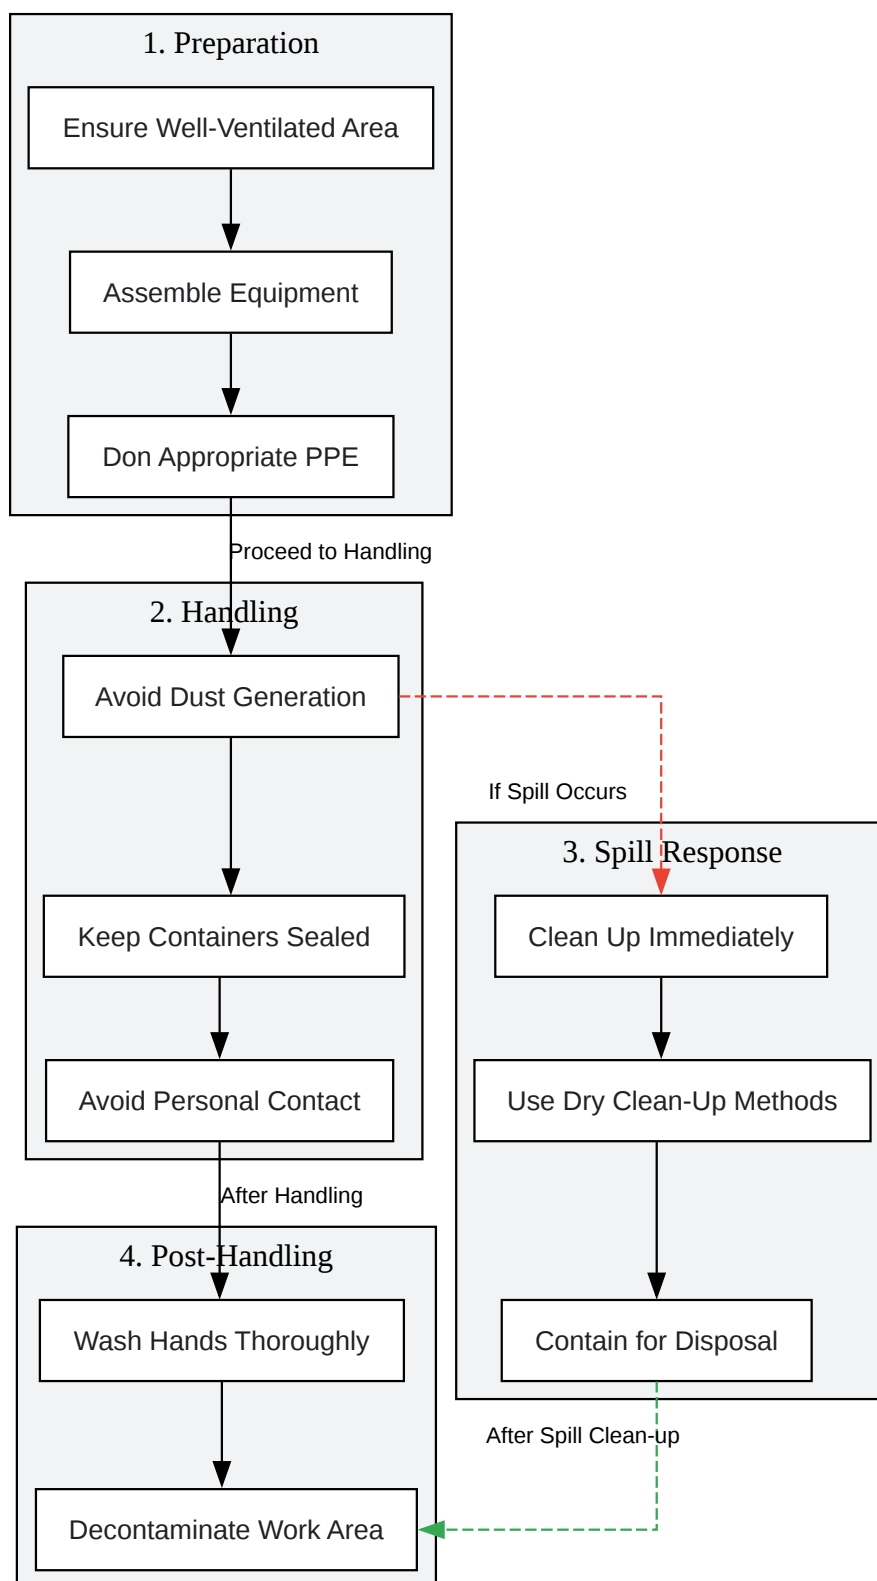 1. Preparation
Ensure Well-Ventilated Area
Assemble Equipment
Don Appropriate PPE
Proceed to Handling
2. Handling
Avoid Dust Generation
If Spill Occurs
3. Spill Response
Keep Containers Sealed
Clean Up Immediately
Avoid Personal Contact
Use Dry Clean-Up Methods
After Handling
4. Post-Handling
Wash Hands Thoroughly
Contain for Disposal
After Spill Clean-up
Decontaminate Work Area